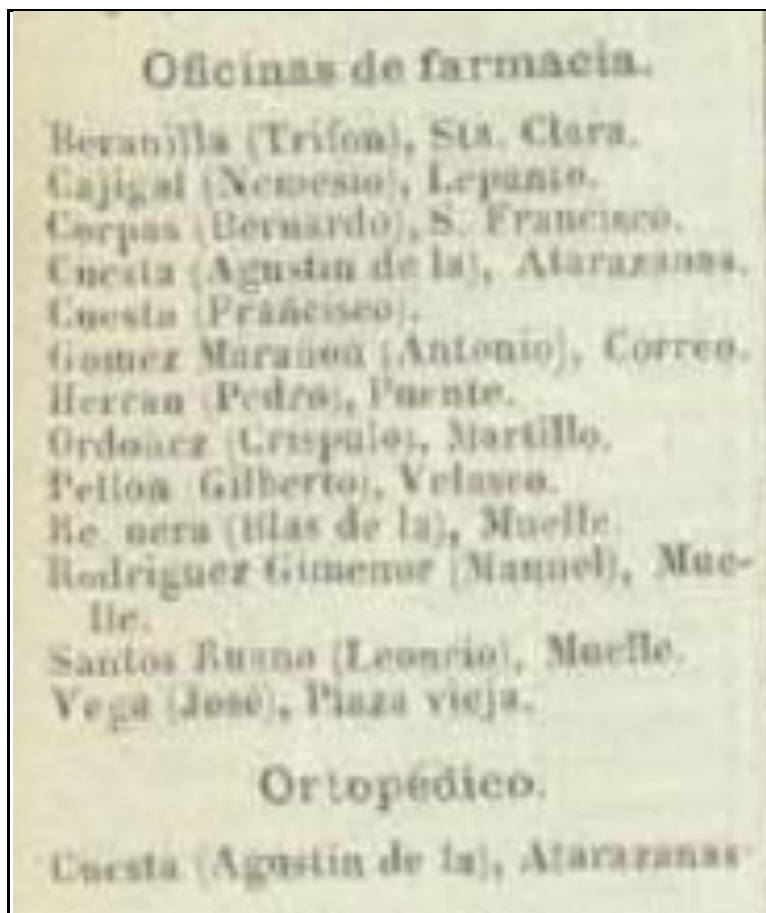 Oficinas de farmacia.
Beranilla (Trifon), Sta. Clara.
Cajigal (Nemesio), Lepanto.
Corpas (Bernardo), S. Francisco.
Cuesta (Agustin de la), Atarazanas.
Cuesta (Francisco).
Gomez Marañon (Antonio), Correo.
Herran (Pedro), Puente.
Ordoñez (Crispulo), Martillo.
Pellon Gilberto), Velasco.
(Blas de la), Muelle.
Rodriguez (Manuel), Mue-
lle.
Santos Ruano (Leoncio), Muelle.
Vega (José), Plaza vieja.
Ortopédico.
Cuesta (Agustin de la), Atarazanas